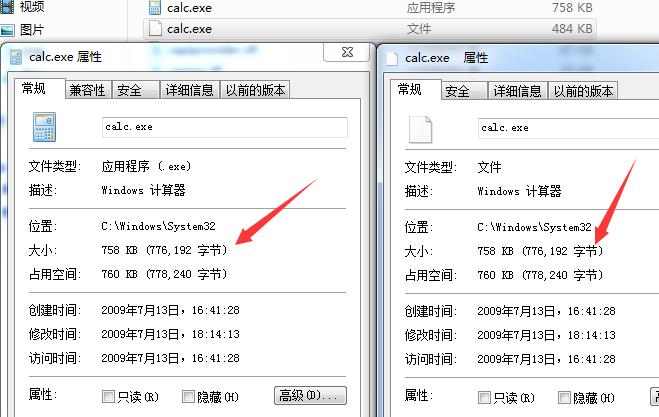 视频
calc.exe 应用程序 758 KB
图片
calc.exe 文件 484 KB
calc.exe 属性
常规 兼容性 安全 详细信息 以前的版本
calc.exe
文件类型: 应用程序 (.exe)
描述: Windows 计算器
位置: C:\Windows\System32
大小: 758 KB (776,192 字节)
占用空间: 760 KB (778,240 字节)
创建时间: 2009年7月13日, 16:41:28
修改时间: 2009年7月13日, 18:14:13
访问时间: 2009年7月13日, 16:41:28
属性: 只读(R) 隐藏(H) 高级(D)...
calc.exe 属性
常规 安全 详细信息 以前的版本
calc.exe
文件类型: 文件
描述: Windows 计算器
位置: C:\Windows\System32
大小: 758 KB (776,192 字节)
占用空间: 760 KB (778,240 字节)
创建时间: 2009年7月13日, 16:41:28
修改时间: 2009年7月13日, 18:14:13
访问时间: 2009年7月13日, 16:41:28
属性: 只读(R) 隐藏(H)